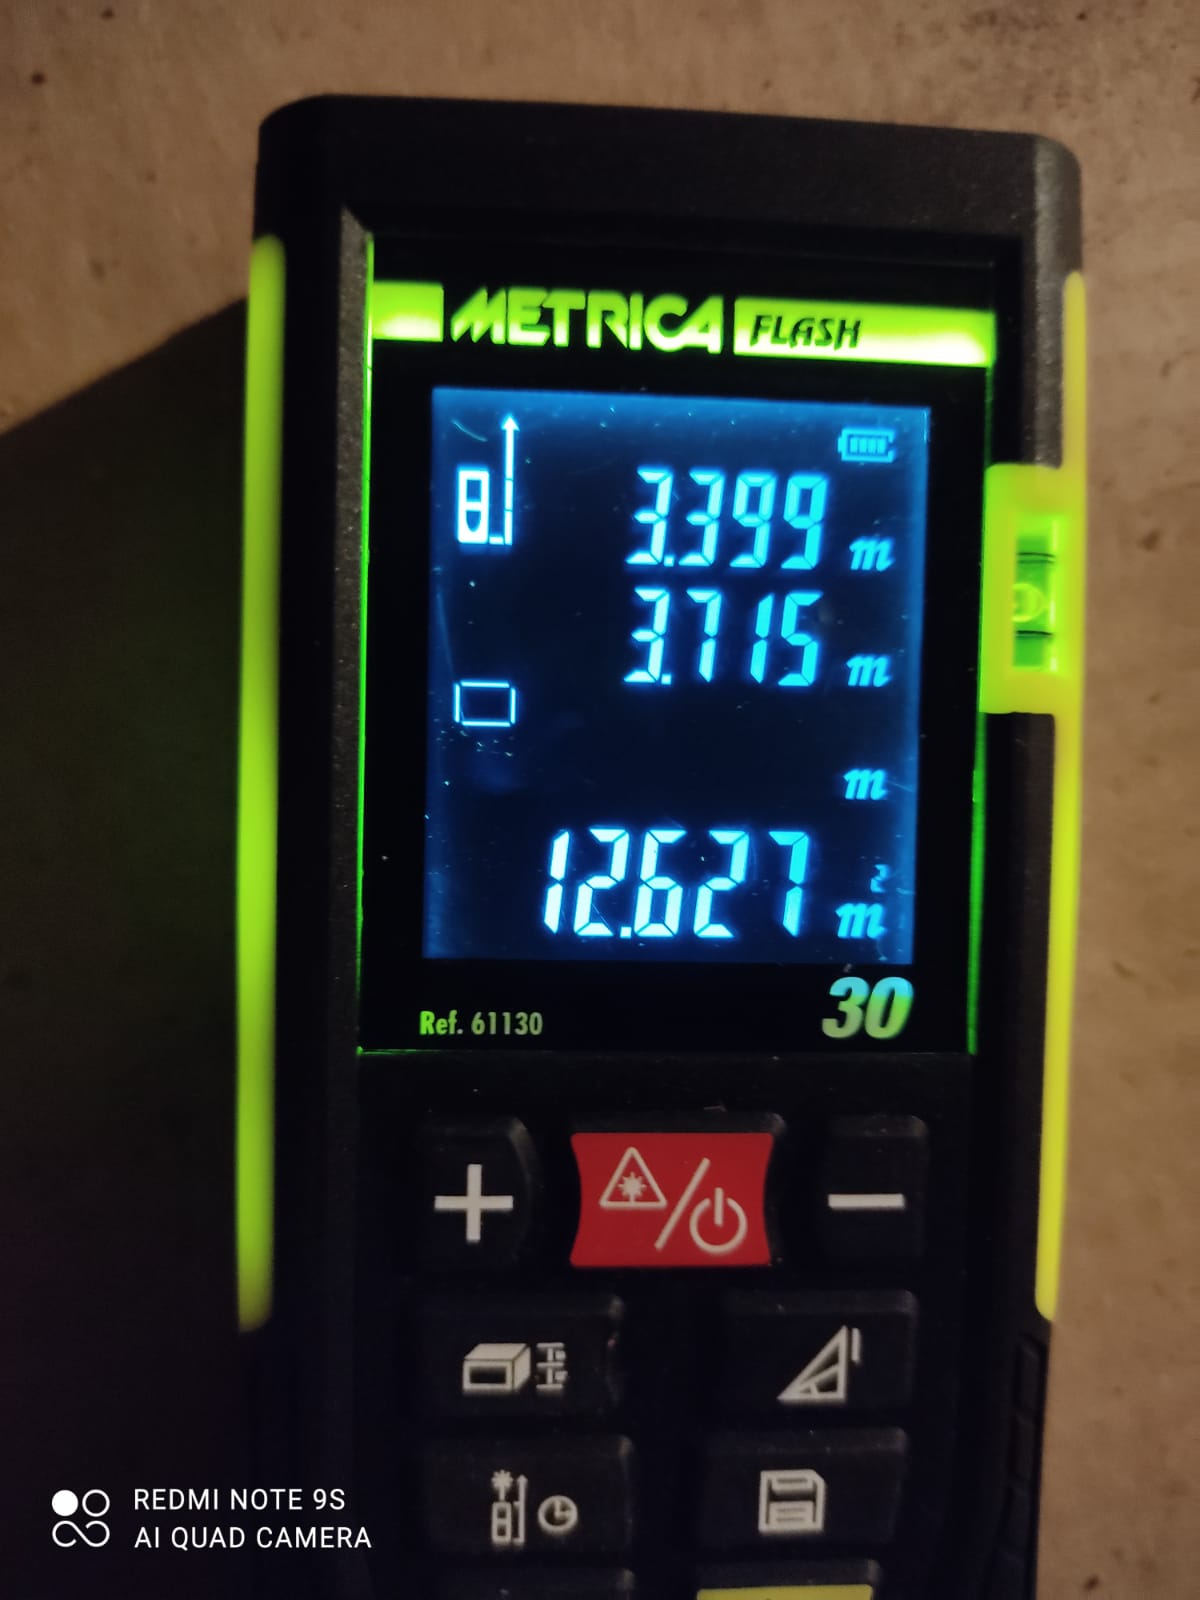 METRICA FLASH
3.399 m
3.715 m
m
12.627 m²
Ref. 61130 30
REDMI NOTE 9S
AI QUAD CAMERA